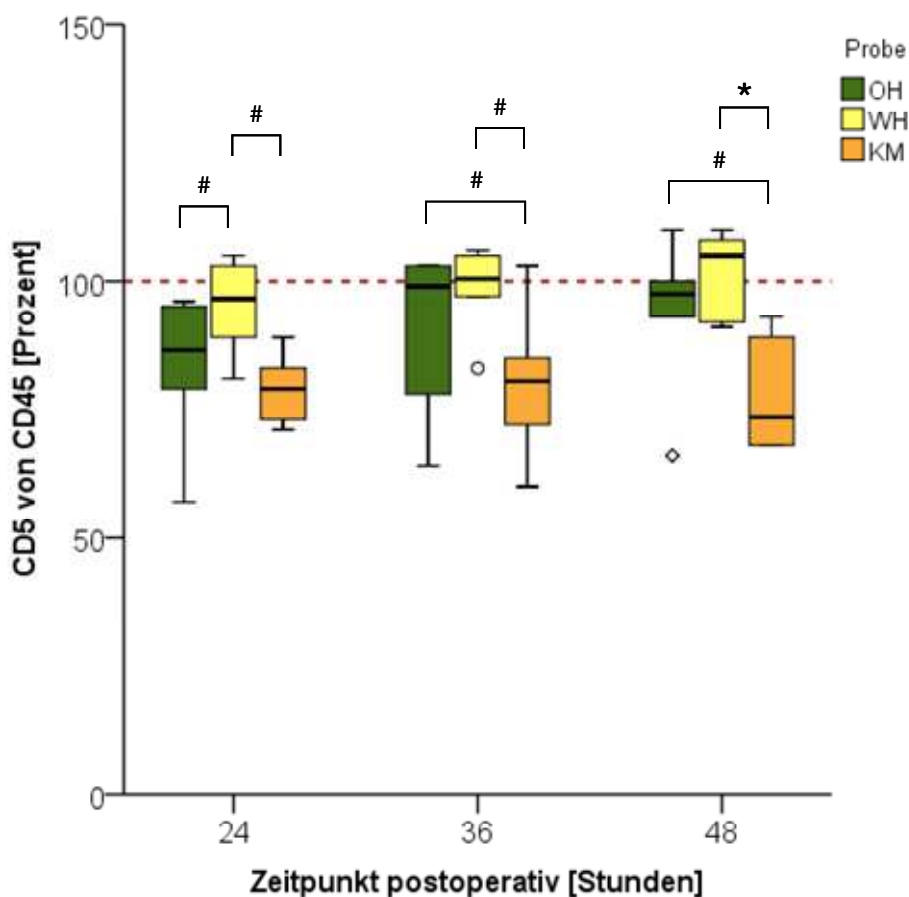 150
Probe
OH
WH
KM
*
#
#
#
#
#
100
50
0
CD5 von CD45 [Prozent]
24
36
48
Zeitpunkt postoperativ [Stunden]